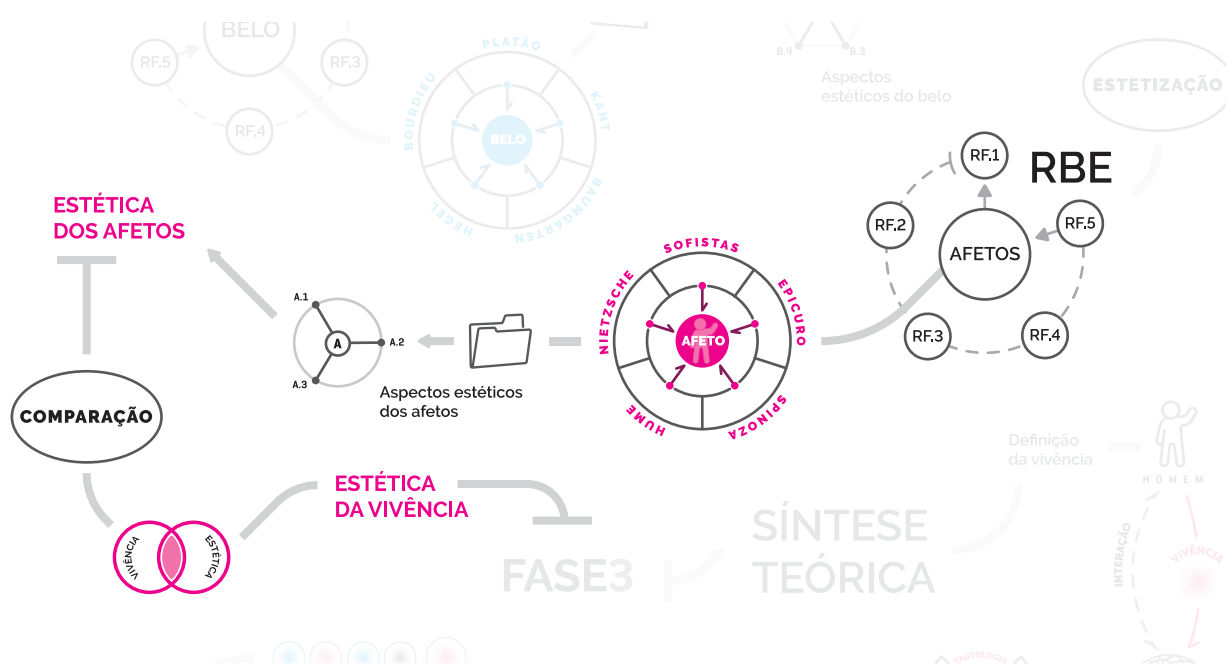 BELO
RF.5
RF.3
RF.4
PLATÃO
KANT
BAUMGARTEN
HEGEL
BOURDIEU
BELO
B.4
B.3
Aspectos
estéticos do belo
ESTETIZAÇÃO
RF.1
RBE
RF.2
RF.5
AFETOS
RF.3
RF.4
ESTÉTICA
DOS AFETOS
SOFISTAS
EPICURO
SPINOZA
HUME
NIETZSCHE
AFETO
A.1
A
A.2
A.3
Aspectos estéticos
dos afetos
COMPARAÇÃO
ESTÉTICA
DA VIVÊNCIA
VIVÊNCIA
ESTÉTICA
FASE3
SÍNTESE
TEÓRICA
Definição
da vivência
HOMEM
INTERAÇÃO
VIVÊNCIA
TAUTOLOGIA